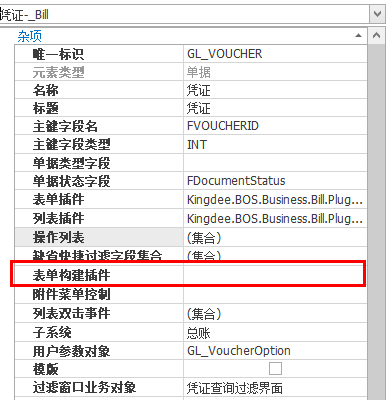 凭证-_Bill
杂项
唯一标识 GL_VOUCHER
元素类型 单据
名称 凭证
标题 凭证
主键字段名 FVOUCHERID
主键字段类型 INT
单据类型字段
单据状态字段 FDocumentStatus
表单插件 Kingdee.BOS.Business.Bill.Plug...
列表插件 Kingdee.BOS.Business.Bill.Plug...
操作列表 (集合)
缺省快捷过滤字段集合 (集合)
表单构建插件
附件菜单控制
列表双击事件 (集合)
子系统 总账
用户参数对象 GL_VoucherOption
模版
过滤窗口业务对象 凭证查询过滤界面